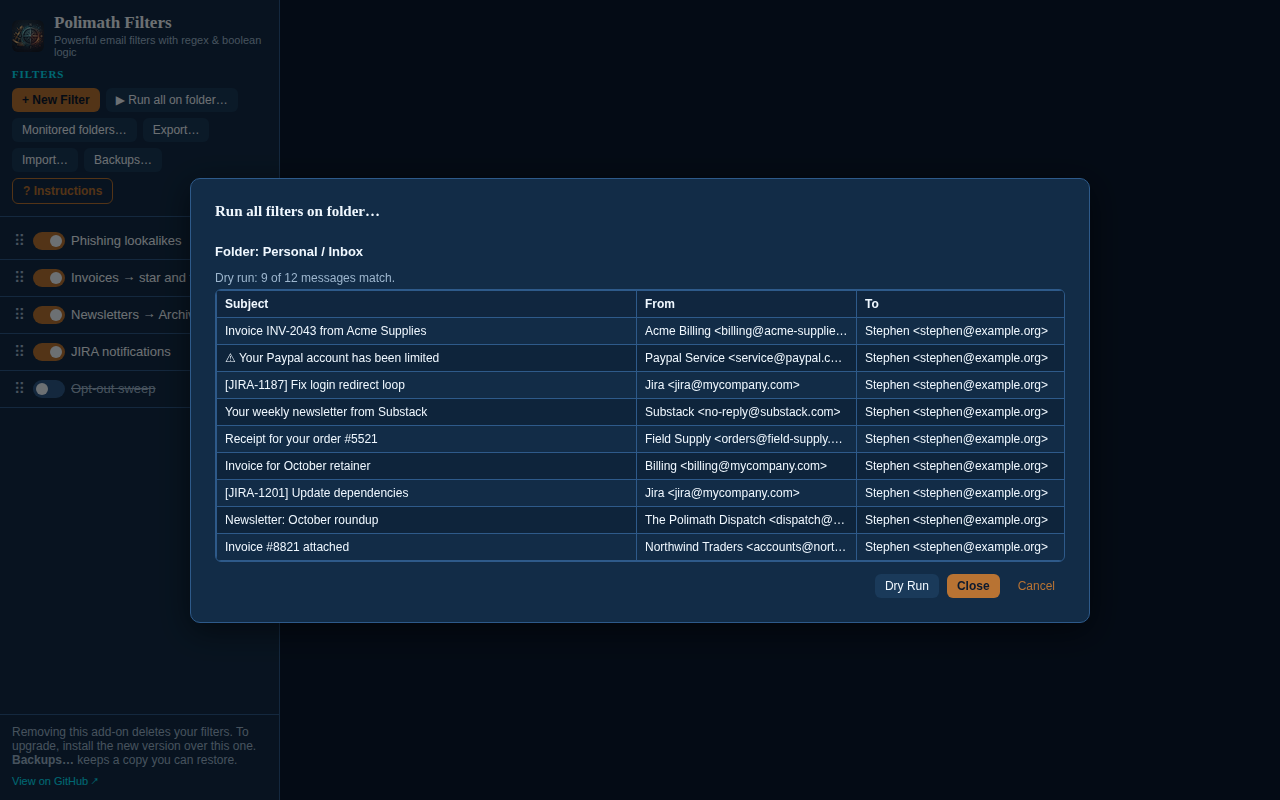 Polimath Filters
Powerful email filters with regex & boolean
logic
FILTERS
+ New Filter
▶ Run all on folder…
Monitored folders…
Export…
Import…
Backups…
? Instructions
Phishing lookalikes
Invoices → star and
Newsletters →
JIRA notifications
Opt-out sweep
Run all filters on folder…
Folder: Personal / Inbox
Dry run: 9 of 12 messages match.
Subject From To
Invoice INV-2043 from Acme Supplies Acme Billing <billing@acme-supplie… Stephen <stephen@example.org>
⚠ Your Paypal account has been limited Paypal Service <service@paypal.c… Stephen <stephen@example.org>
[JIRA-1187] Fix login redirect loop Jira <jira@mycompany.com> Stephen <stephen@example.org>
Your weekly newsletter from Substack Substack <no-reply@substack.com> Stephen <stephen@example.org>
Receipt for your order #5521 Field Supply <orders@field-supply.… Stephen <stephen@example.org>
Invoice for October retainer Billing <billing@mycompany.com> Stephen <stephen@example.org>
[JIRA-1201] Update dependencies Jira <jira@mycompany.com> Stephen <stephen@example.org>
Newsletter: October roundup The Polimath Dispatch <dispatch@… Stephen <stephen@example.org>
Invoice #8821 attached Northwind Traders <accounts@nort… Stephen <stephen@example.org>
Dry Run
Close
Cancel
Removing this add-on deletes your filters. To
upgrade, install the new version over this one.
Backups… keeps a copy you can restore.
View on GitHub ↗